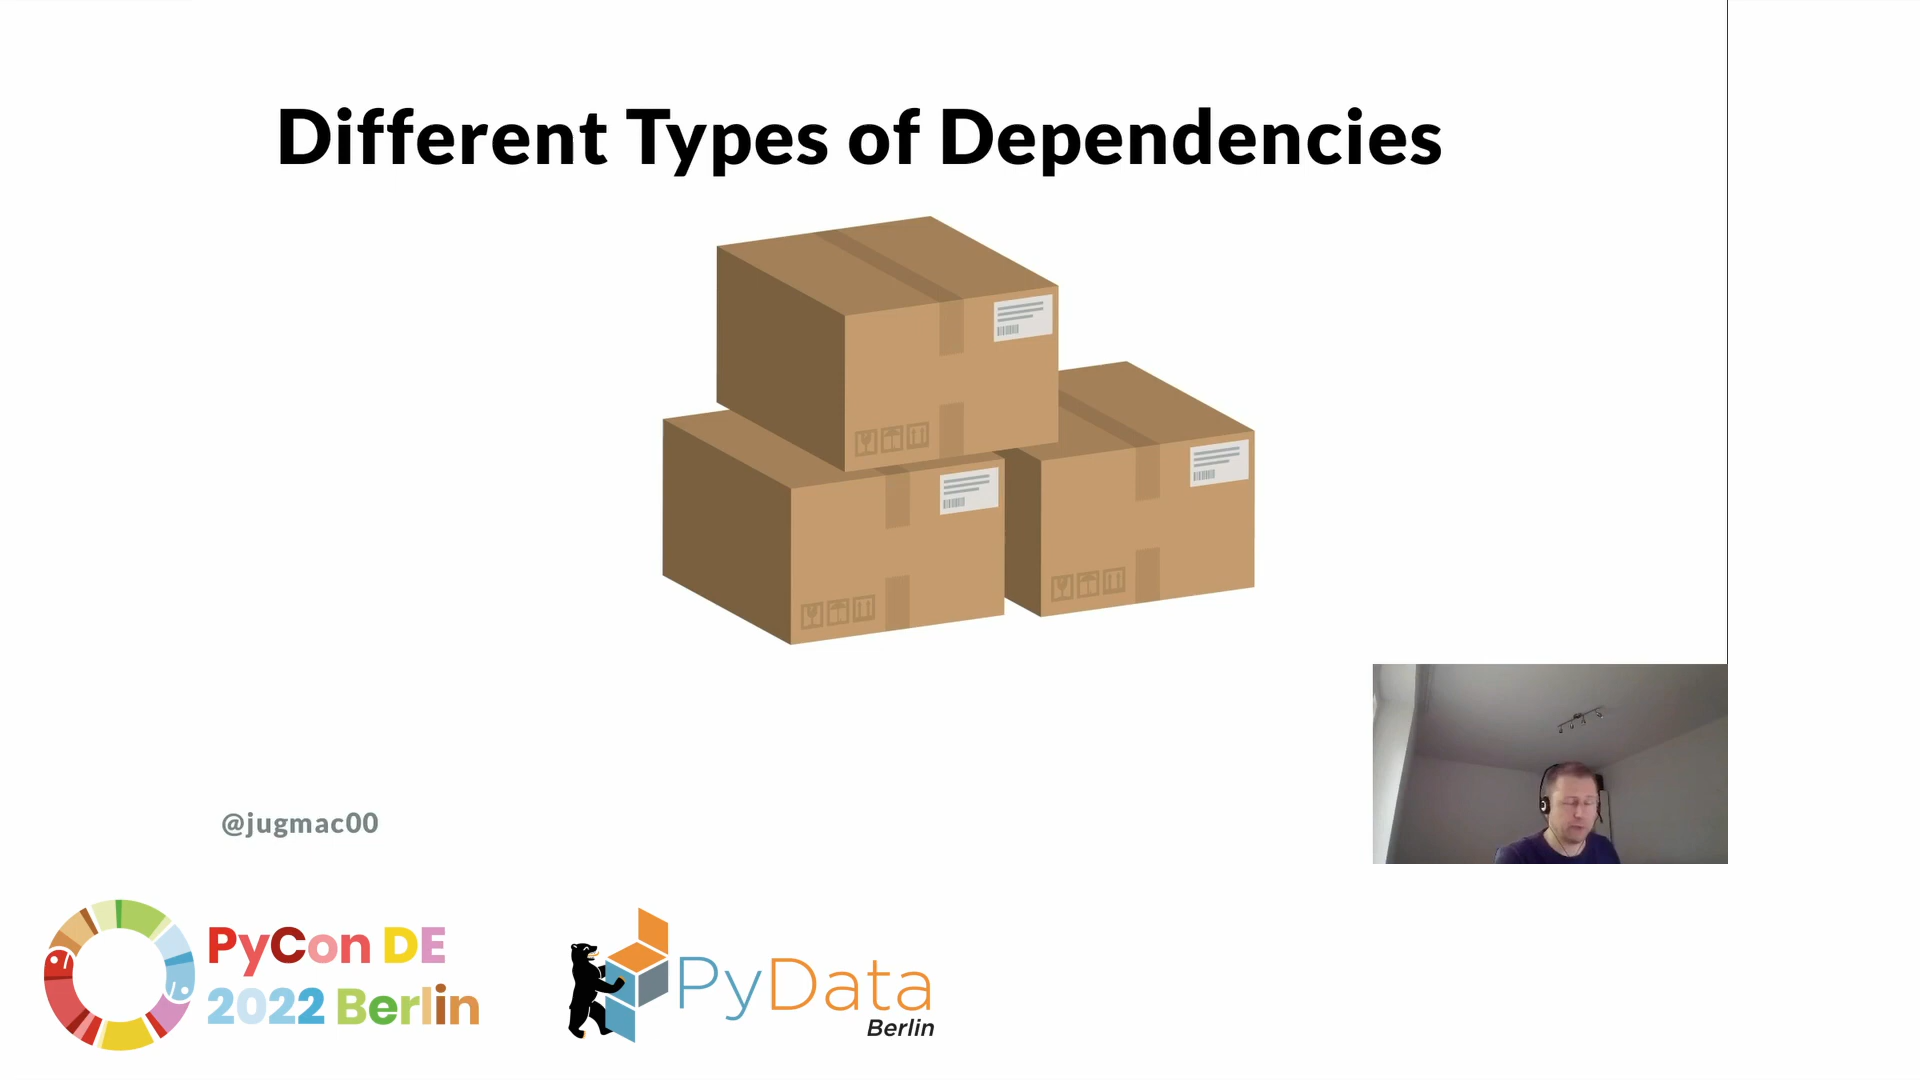 Different Types of Dependencies
@jugmac00
PyCon DE
2022 Berlin
PyData
Berlin